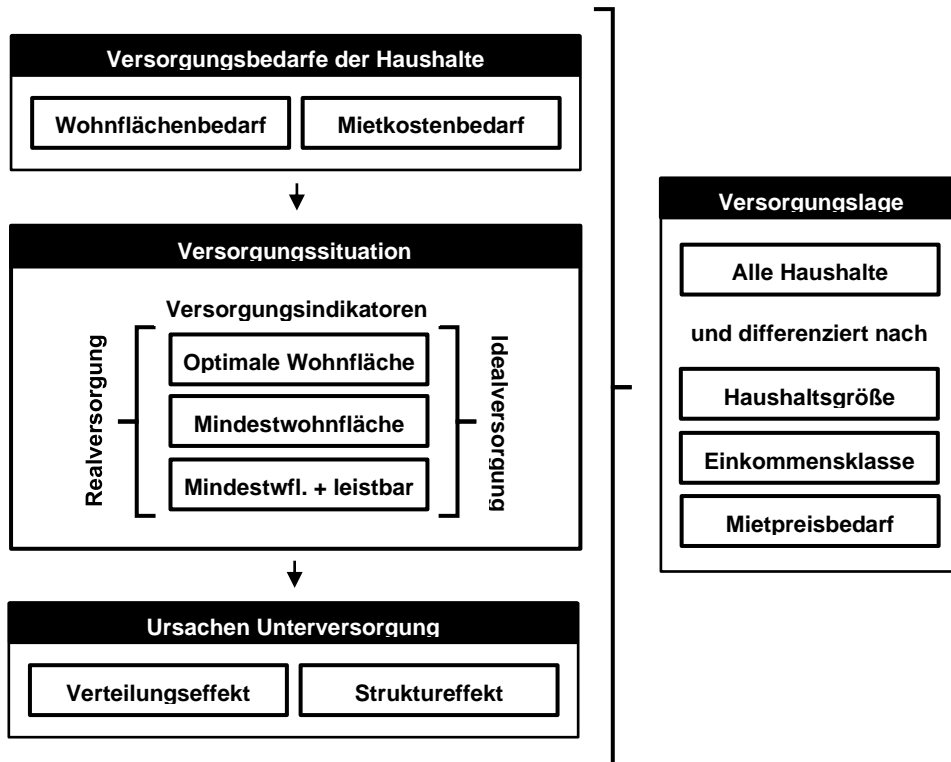 Versorgungsbedarfe der Haushalte
Wohnflächenbedarf
Mietkostenbedarf
Versorgungssituation
Versorgungsindikatoren
Realversorgung
Optimale Wohnfläche
Mindestwohnfläche
Mindestwfl. + leistbar
Idealversorgung
Ursachen Unterversorgung
Verteilungseffekt
Struktureffekt
Versorgungslage
Alle Haushalte
und differenziert nach
Haushaltsgröße
Einkommensklasse
Mietpreisbedarf